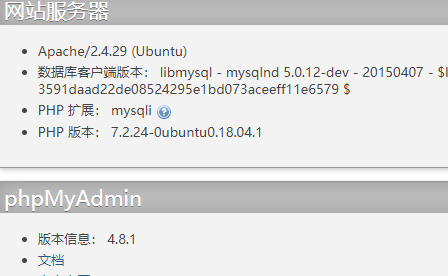 网站服务器
Apache/2.4.29 (Ubuntu)
数据库客户端版本： libmysql - mysqlnd 5.0.12-dev - 20150407 -
3591daad22de08524295e1bd073aceeff11e6579 $
PHP 扩展： mysqli
PHP 版本： 7.2.24-0ubuntu0.18.04.1
phpMyAdmin
版本信息： 4.8.1
文档